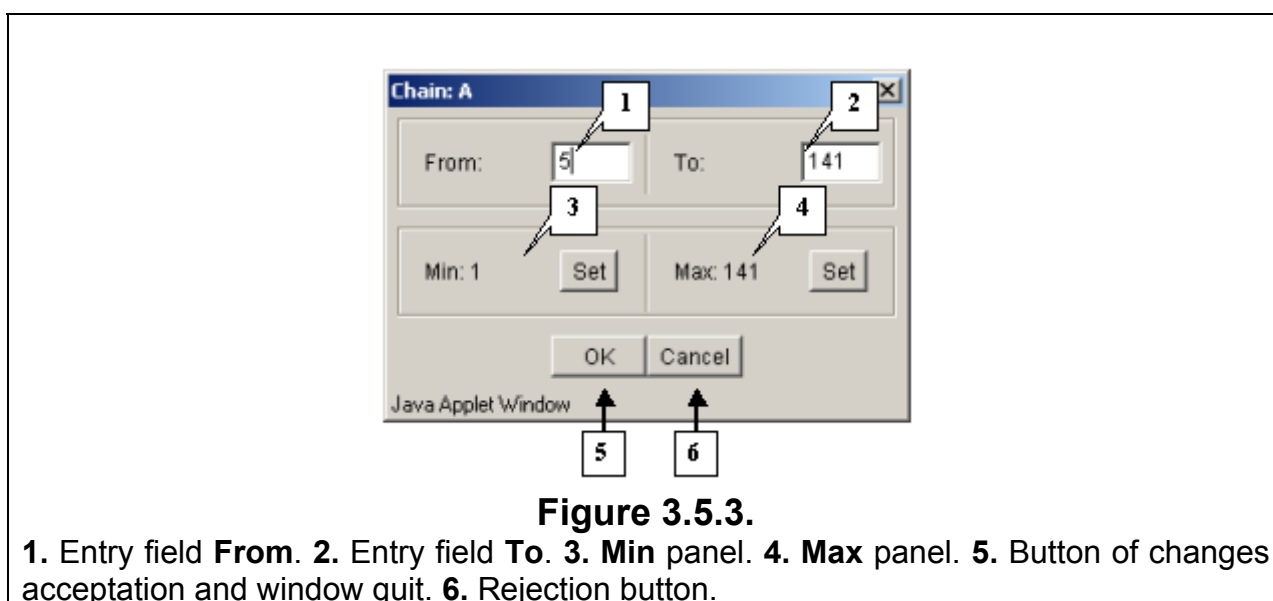 Chain: A
1
2
From: 5 To: 141
3
4
Min: 1 Set Max: 141 Set
OK Cancel
Java Applet Window
5
6
Figure 3.5.3.
1. Entry field From. 2. Entry field To. 3. Min panel. 4. Max panel. 5. Button of changes
acceptation and window quit. 6. Rejection button.